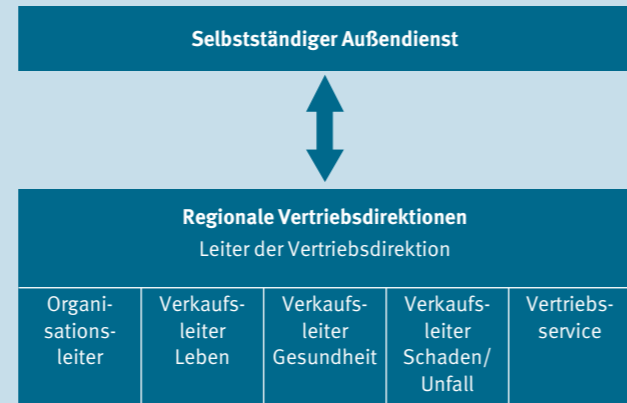 Selbstständiger Außendienst
Regionale Vertriebsdirektionen
Leiter der Vertriebsdirektion
Organi-
sations-
leiter
Verkaufs-
leiter
Leben
Verkaufs-
leiter
Gesundheit
Verkaufs-
leiter
Schaden/
Unfall
Vertriebs-
service